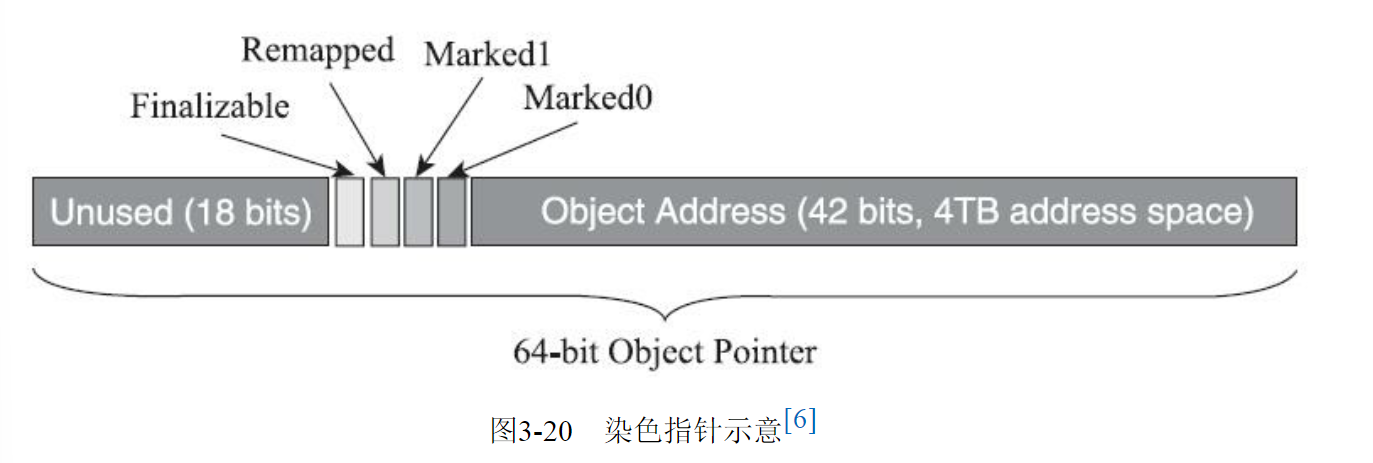 Remapped Marked1
Finalizable Marked0
Unused (18 bits) Object Address (42 bits, 4TB address space)
64-bit Object Pointer
图3-20 染色指针示意[6]